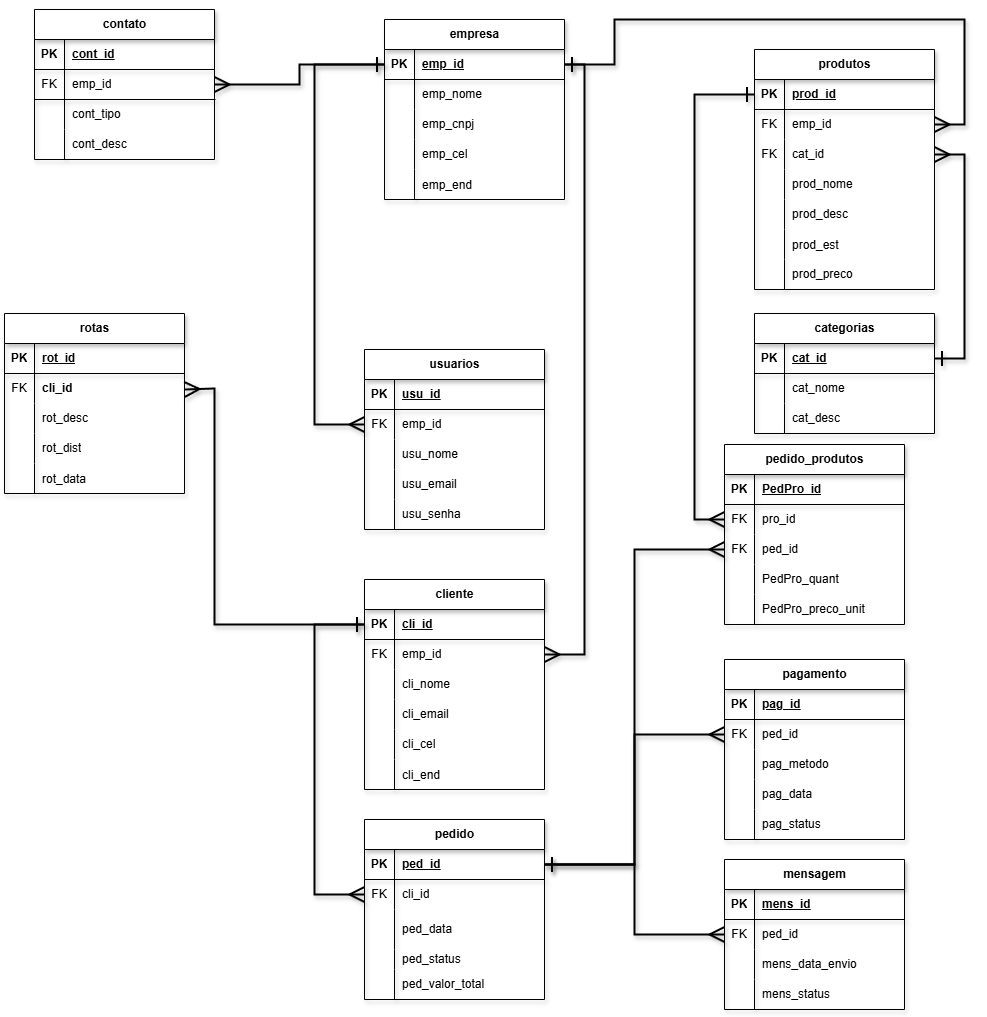 contato
PK cont_id
FK emp_id
cont_tipo
cont_desc
empresa
PK emp_id
emp_nome
emp_cnpj
emp_cel
emp_end
produtos
PK prod_id
FK emp_id
FK cat_id
prod_nome
prod_desc
prod_est
prod_preco
rotas
PK rot_id
FK cli_id
rot_desc
rot_dist
rot_data
usuarios
PK usu_id
FK emp_id
usu_nome
usu_email
usu_senha
categorias
PK cat_id
cat_nome
cat_desc
pedido_produtos
PK PedPro_id
FK pro_id
FK ped_id
PedPro_quant
PedPro_preco_unit
cliente
PK cli_id
FK emp_id
cli_nome
cli_email
cli_cel
cli_end
pagamento
PK pag_id
FK ped_id
pag_metodo
pag_data
pag_status
pedido
PK ped_id
FK cli_id
ped_data
ped_status
ped_valor_total
mensagem
PK mens_id
FK ped_id
mens_data_envio
mens_status